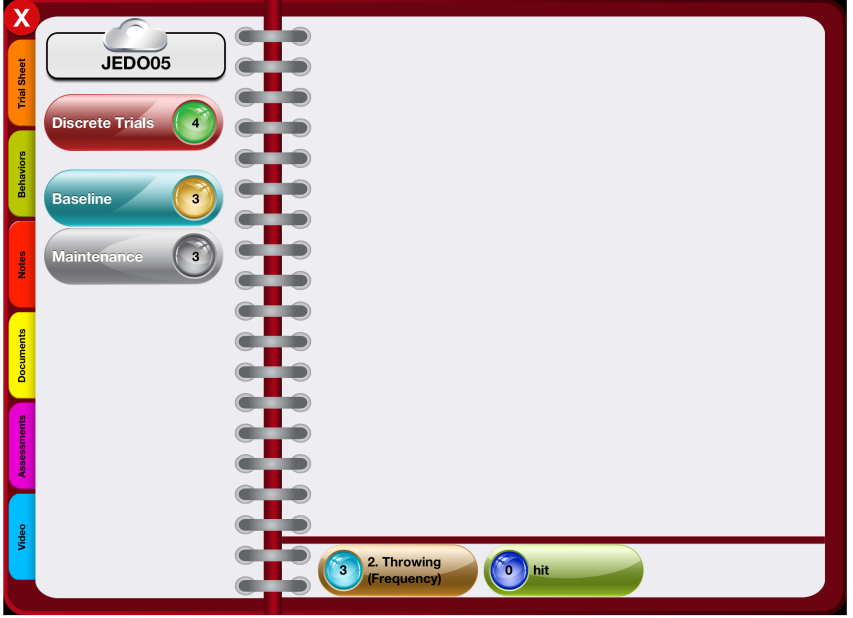 X
JEDO05
Trial Sheet
Behaviors
Notes
Documents
Assessments
Video
Discrete Trials 4
Baseline 3
Maintenance 3
3 2. Throwing
(Frequency)
0 hit